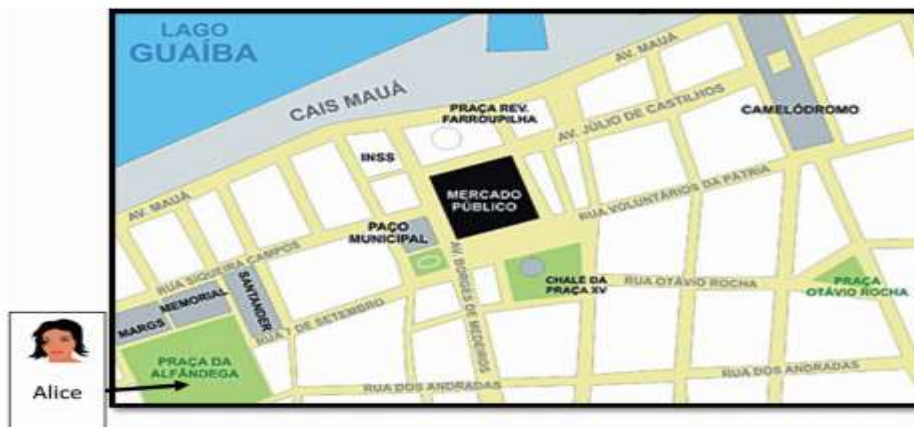 LAGO
GUAÍBA
CAIS MAUÁ
AV. MAUÁ
PRAÇA REV.
FARROUPILHA
AV. JÚLIO DE CASTILHOS
CAMELÓDROMO
INSS
MERCADO
PÚBLICO
RUA VOLUNTÁRIOS DA PÁTRIA
AV. MAUÁ
PAÇO
MUNICIPAL
RUA SIQUEIRA CAMPOS
AV. BORGES DE MEDEIROS
CHALÉ DA
PRAÇA XV
RUA OTÁVIO ROCHA
PRAÇA
OTÁVIO ROCHA
MARGS
MEMORIAL
SANTANDER
RUA 7 DE SETEMBRO
PRAÇA DA
ALFÂNDEGA
RUA DOS ANDRADAS
RUA DOS ANDRADAS
Alice